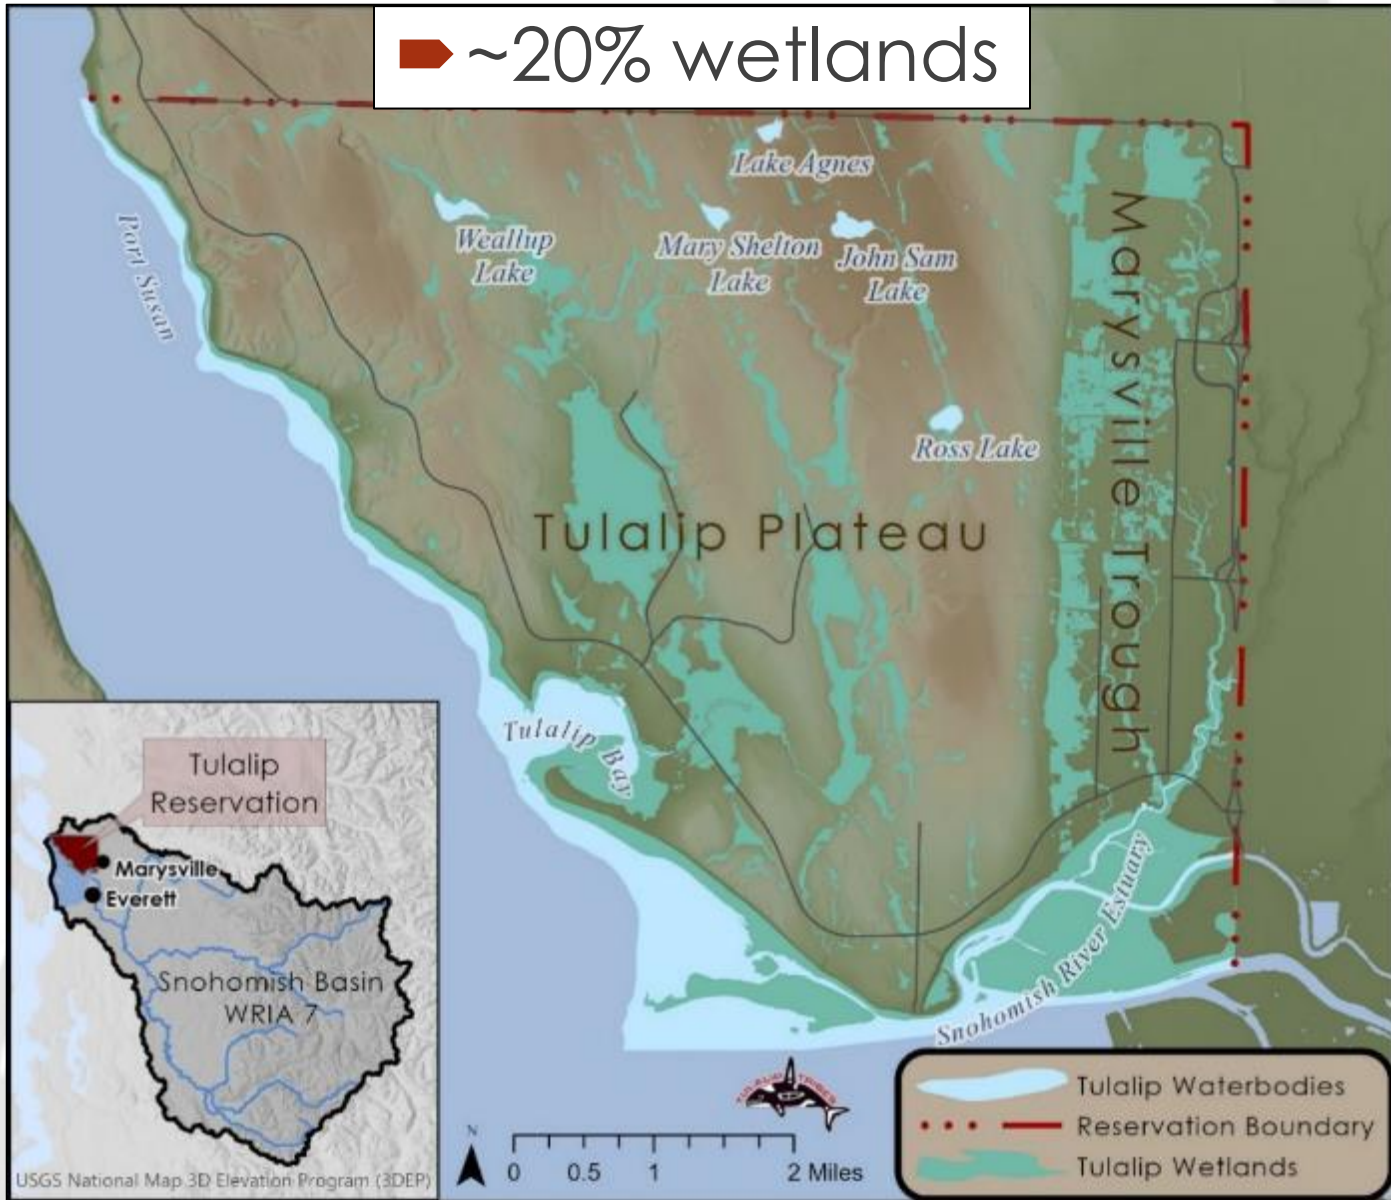 ~20% wetlands
Lake Agnes
Port Susan
Weallup
Lake
Mary Shelton
Lake
John Sam
Lake
Marysville Trough
Ross Lake
Tulalip Plateau
Tulalip Bay
Tulalip
Reservation
Marysville
Everett
Snohomish Basin
WRIA 7
USGS National Map 3D Elevation Program (3DEP)
Snohomish River Estuary
TULALIP TRIBES
N
0 0.5 1 2 Miles
Tulalip Waterbodies
Reservation Boundary
Tulalip Wetlands